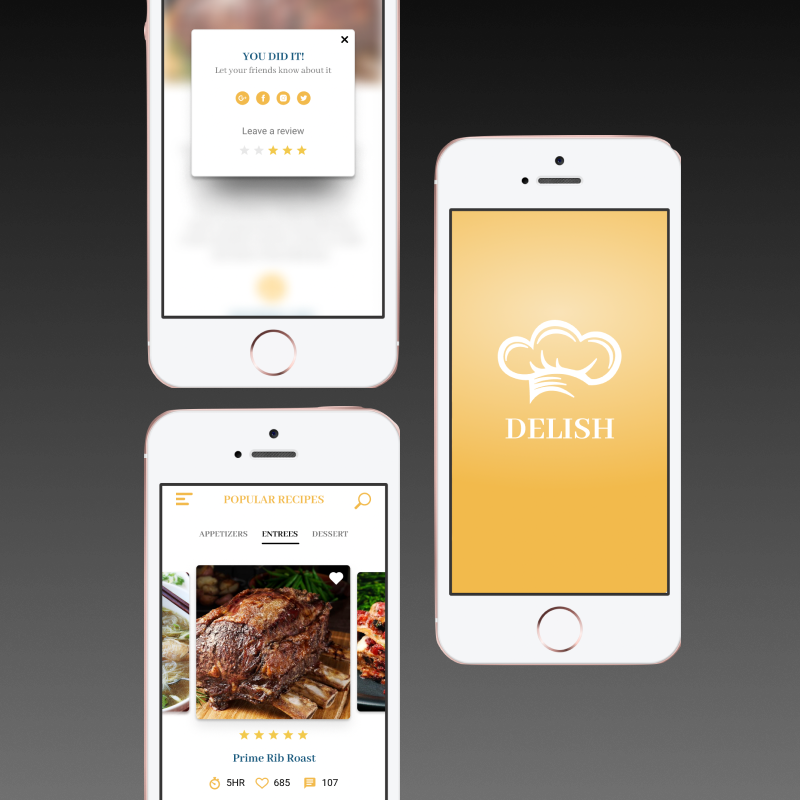 YOU DID IT!
Let your friends know about it
G+
Leave a review
DELISH
POPULAR RECIPES
APPETIZERS ENTREES DESSERT
Prime Rib Roast
5HR 685 107